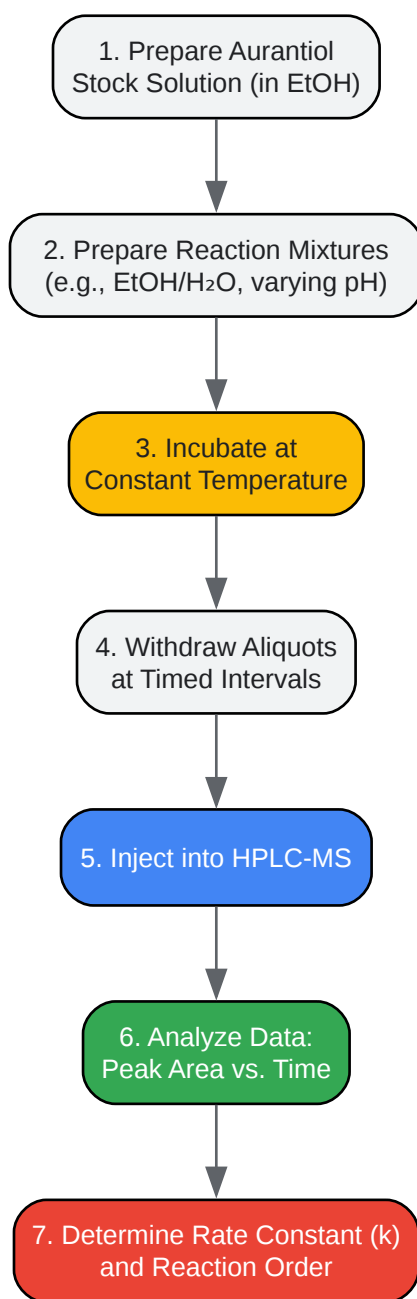 1. Prepare Aurantiol
Stock Solution (in EtOH)
2. Prepare Reaction Mixtures
(e.g., EtOH/H₂O, varying pH)
3. Incubate at
Constant Temperature
4. Withdraw Aliquots
at Timed Intervals
5. Inject into HPLC-MS
6. Analyze Data:
Peak Area vs. Time
7. Determine Rate Constant (k)
and Reaction Order